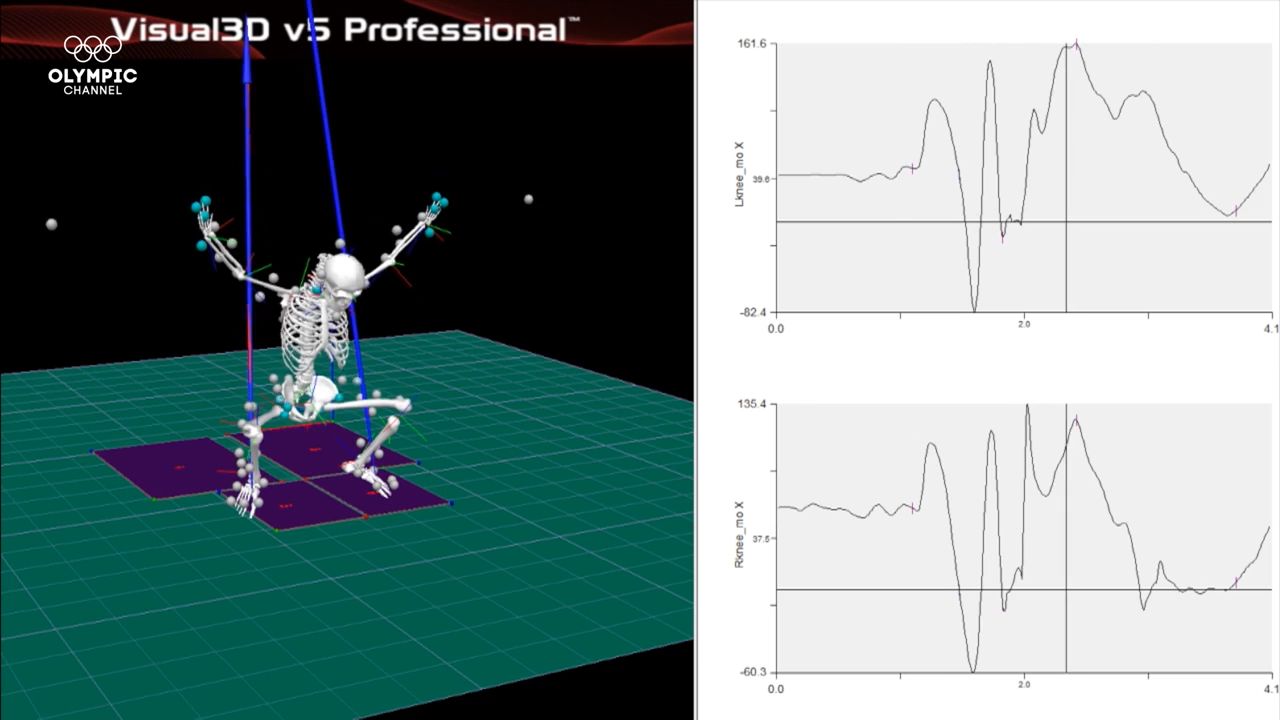 Visual3D v5 Professional™
OLYMPIC
CHANNEL
161.6
Lknee_mo X
39.6
-82.4
0.0
2.0
4.1
135.4
Rknee_mo X
37.5
-60.3
0.0
2.0
4.1